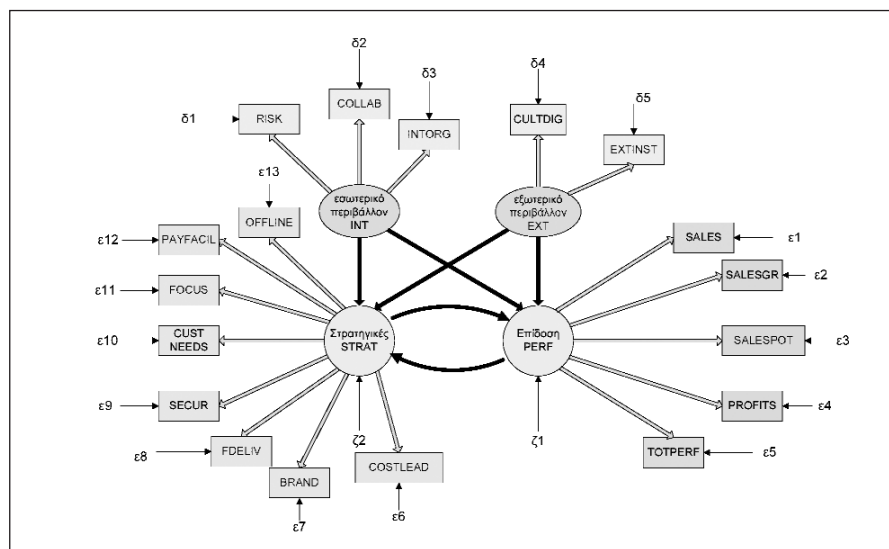 δ2
δ3
δ4
δ5
δ1
RISK
COLLAB
INTORG
CULTDIG
EXTINST
ε13
OFFLINE
εσωτερικό
περιβάλλον
INT
εξωτερικό
περιβάλλον
EXT
ε12
PAYFACIL
SALES
ε1
ε11
FOCUS
SALESGR
ε2
ε10
CUST
NEEDS
Στρατηγικές
STRAT
Επίδοση
PERF
SALESPOT
ε3
ε9
SECUR
PROFITS
ε4
ε8
FDELIV
ζ2
ζ1
TOTPERF
ε5
BRAND
COSTLEAD
ε7
ε6